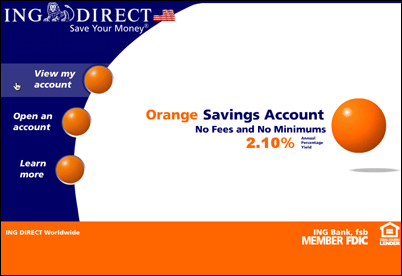 ING DIRECT
Save Your Money®
View my
account
Open an
account
Learn
more
Orange Savings Account
No Fees and No Minimums
2.10% Annual
Percentage
Yield
ING DIRECT Worldwide
ING Bank, fsb
MEMBER FDIC
LENDER